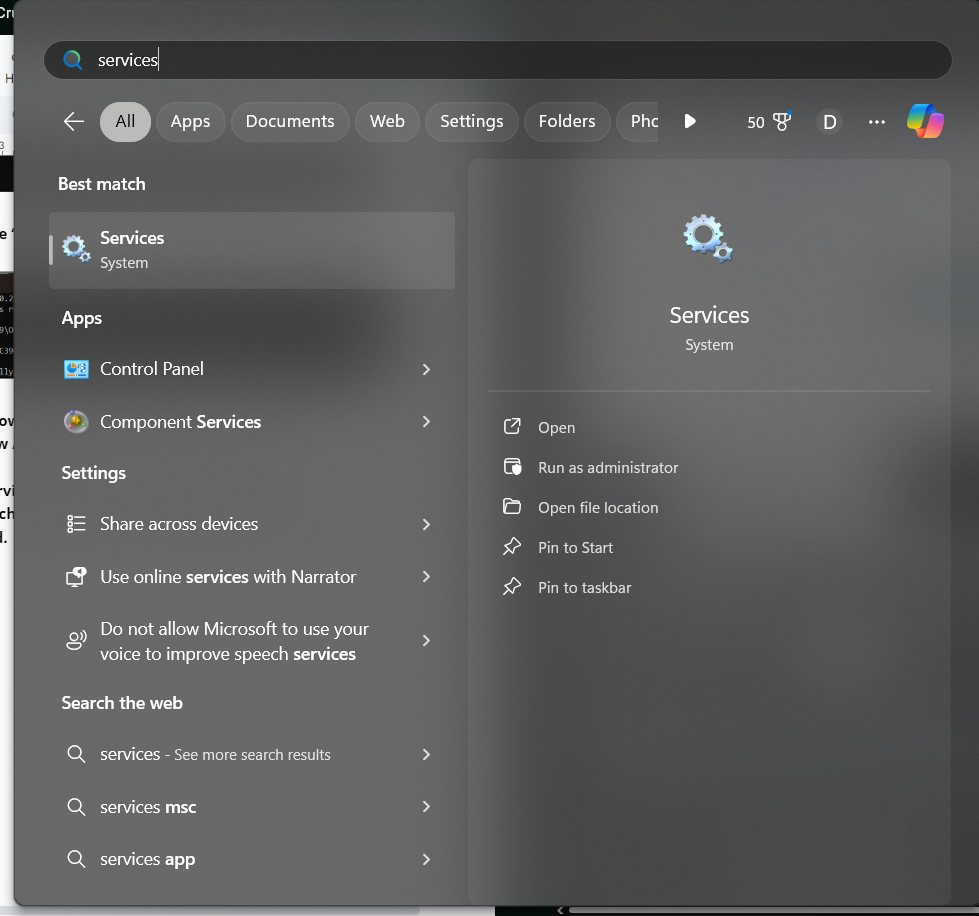 services
All
Apps
Documents
Web
Settings
Folders
Pho
50
D
Best match
Services
System
Apps
Control Panel
Component Services
Settings
Share across devices
Use online services with Narrator
Do not allow Microsoft to use your
voice to improve speech services
Search the web
services - See more search results
services msc
services app
Services
System
Open
Run as administrator
Open file location
Pin to Start
Pin to taskbar